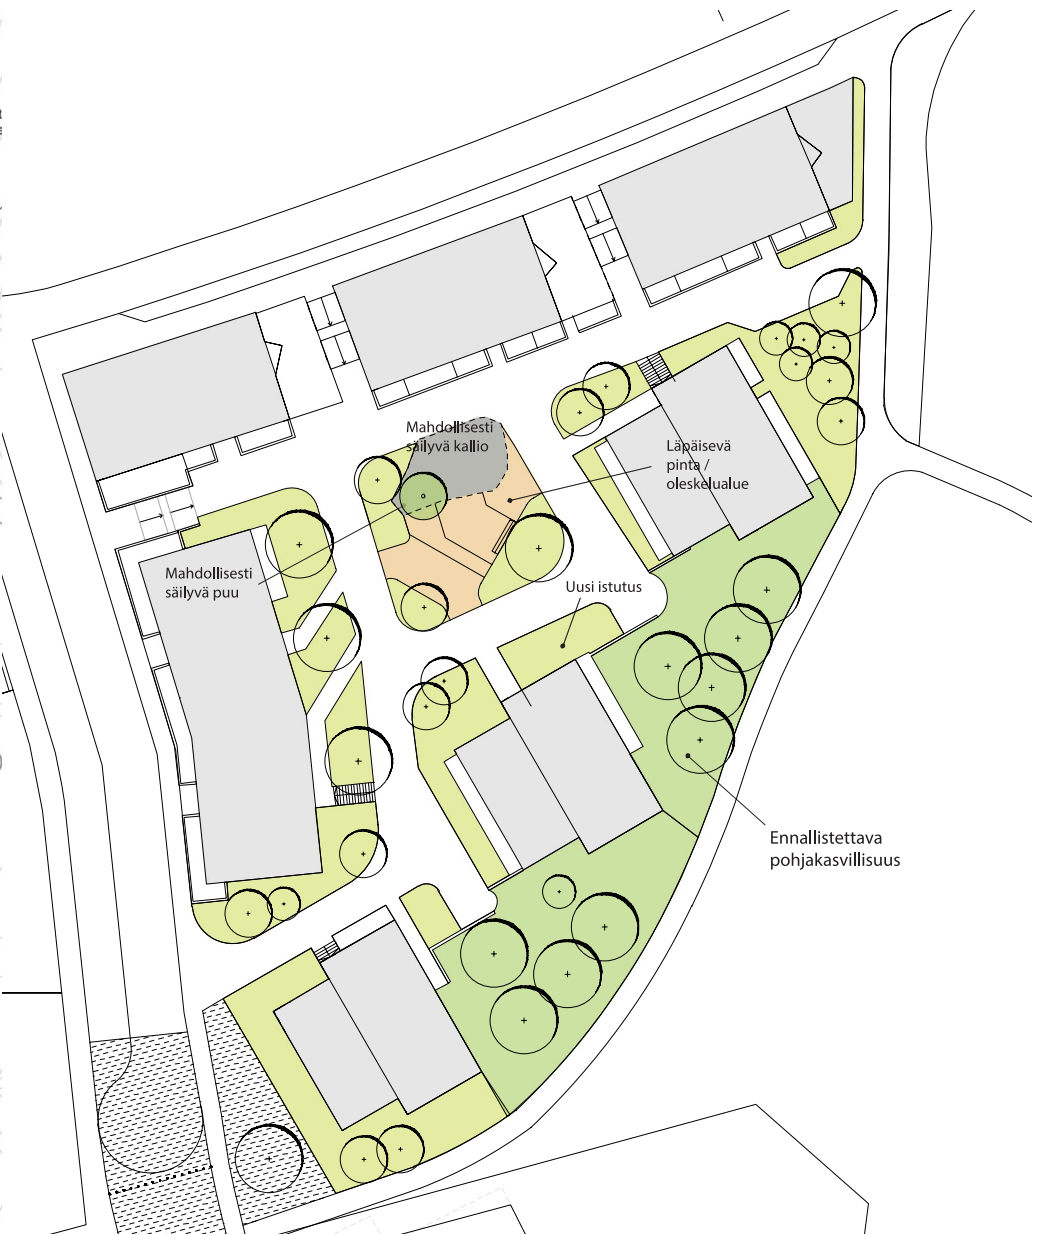 Mahdollisesti
säilyvä kallio
Läpäisevä
pinta /
oleskelualue
Mahdollisesti
säilyvä puu
Uusi istutus
Ennallistettava
pohjakasvillisuus